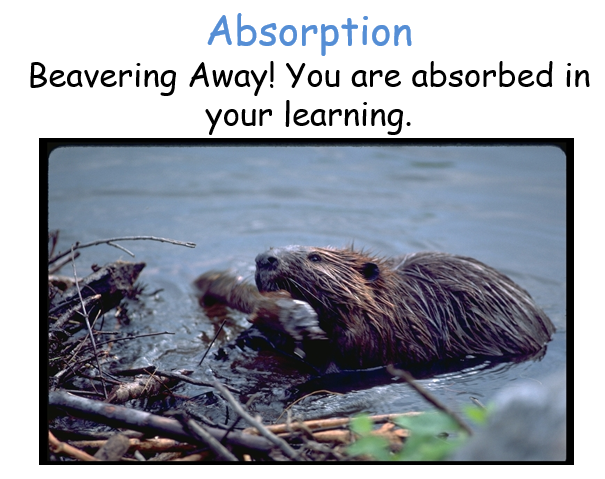 Absorption
Beavering Away! You are absorbed in
your learning.